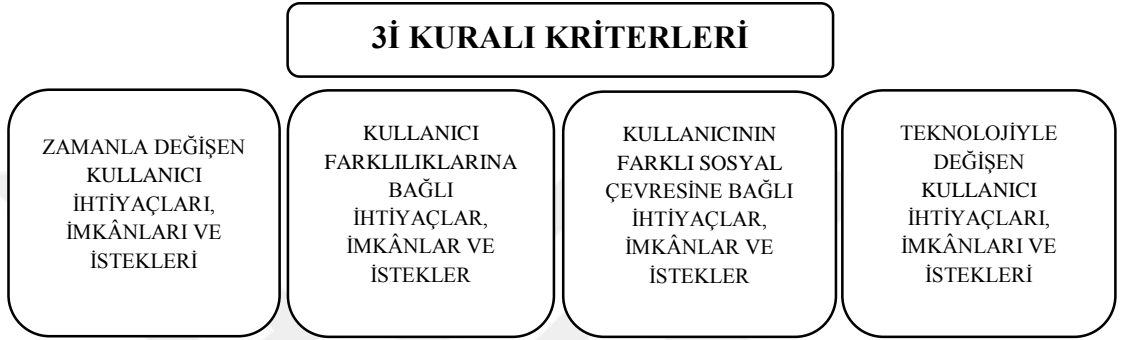 3İ KURALI KRİTERLERİ
ZAMANLA DEĞİŞEN
KULLANICI
İHTİYAÇLARI,
İMKÂNLARI VE
İSTEKLERİ
KULLANICI
FARKLILIKLARINA
BAĞLI
İHTİYAÇLAR,
İMKÂNLAR VE
İSTEKLER
KULLANICININ
FARKLI SOSYAL
ÇEVRESİNE BAĞLI
İHTİYAÇLAR,
İMKÂNLAR VE
İSTEKLER
TEKNOLOJİYLE
DEĞİŞEN
KULLANICI
İHTİYAÇLARI,
İMKÂNLARI VE
İSTEKLERİ